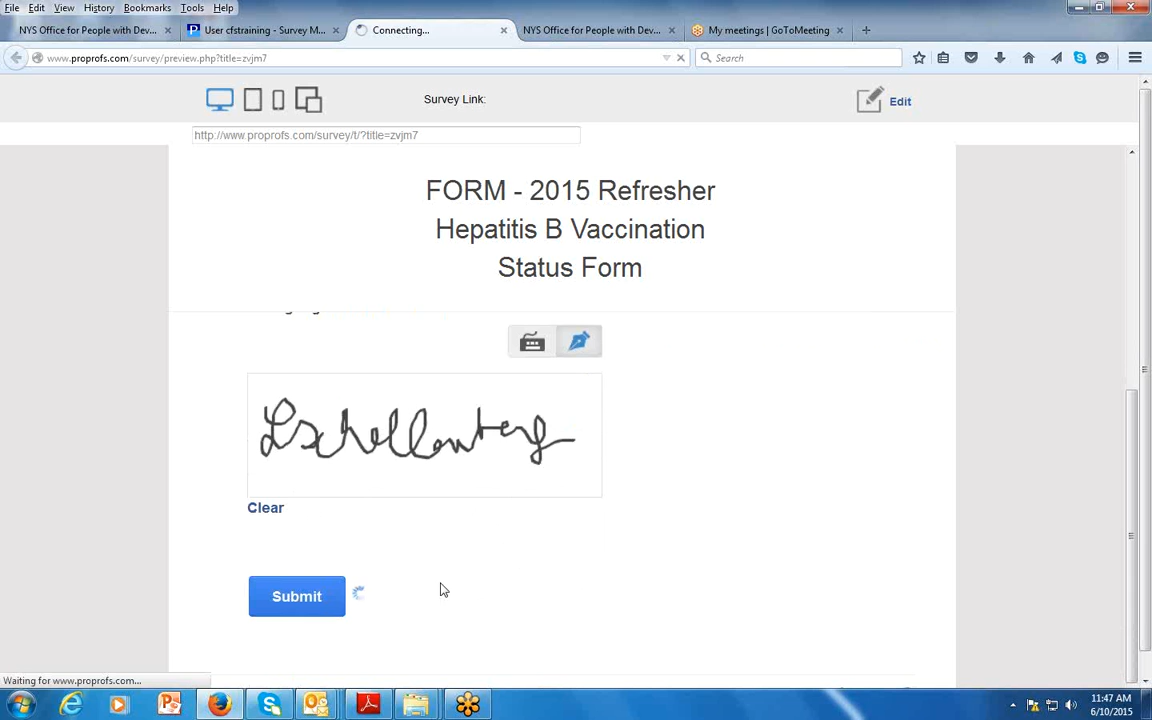 File Edit View History Bookmarks Tools Help
NYS Office for People with Dev... × User cfstraining - Survey M... × Connecting... × NYS Office for People with Dev... × My meetings | GoToMeeting ×
www.proprofs.com/survey/preview.php?title=zvjm7 Search
Survey Link:
Edit
http://www.proprofs.com/survey/t/?title=zvjm7
FORM - 2015 Refresher
Hepatitis B Vaccination
Status Form
LSchellenberg
Clear
Submit
Waiting for www.proprofs.com...
11:47 AM
6/10/2015